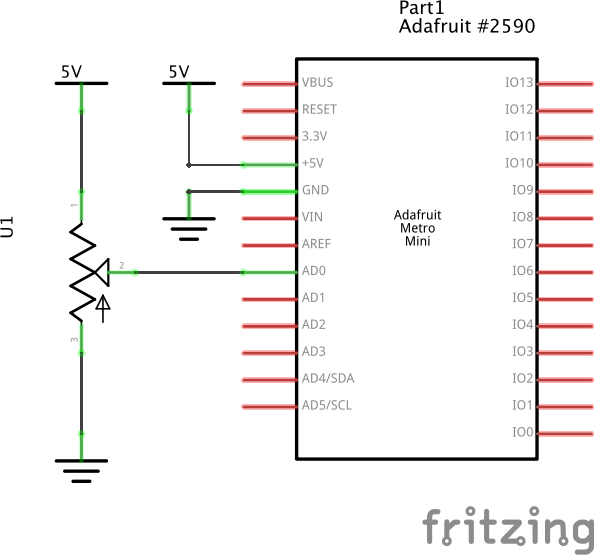 Part1
Adafruit #2590
5V
5V
U1
1
2
3
VBUS
RESET
3.3V
+5V
GND
VIN
AREF
AD0
AD1
AD2
AD3
AD4/SDA
AD5/SCL
Adafruit
Metro
Mini
IO13
IO12
IO11
IO10
IO9
IO8
IO7
IO6
IO5
IO4
IO3
IO2
IO1
IO0
fritzing